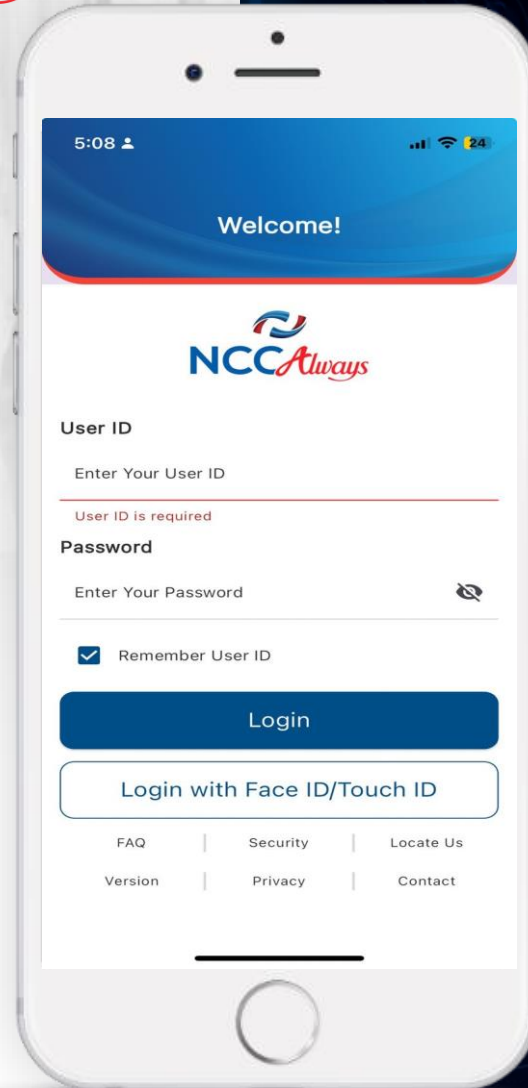 5:08
24
Welcome!
NCCAlways
User ID
Enter Your User ID
User ID is required
Password
Enter Your Password
Remember User ID
Login
Login with Face ID/Touch ID
FAQ | Security | Locate Us
Version | Privacy | Contact